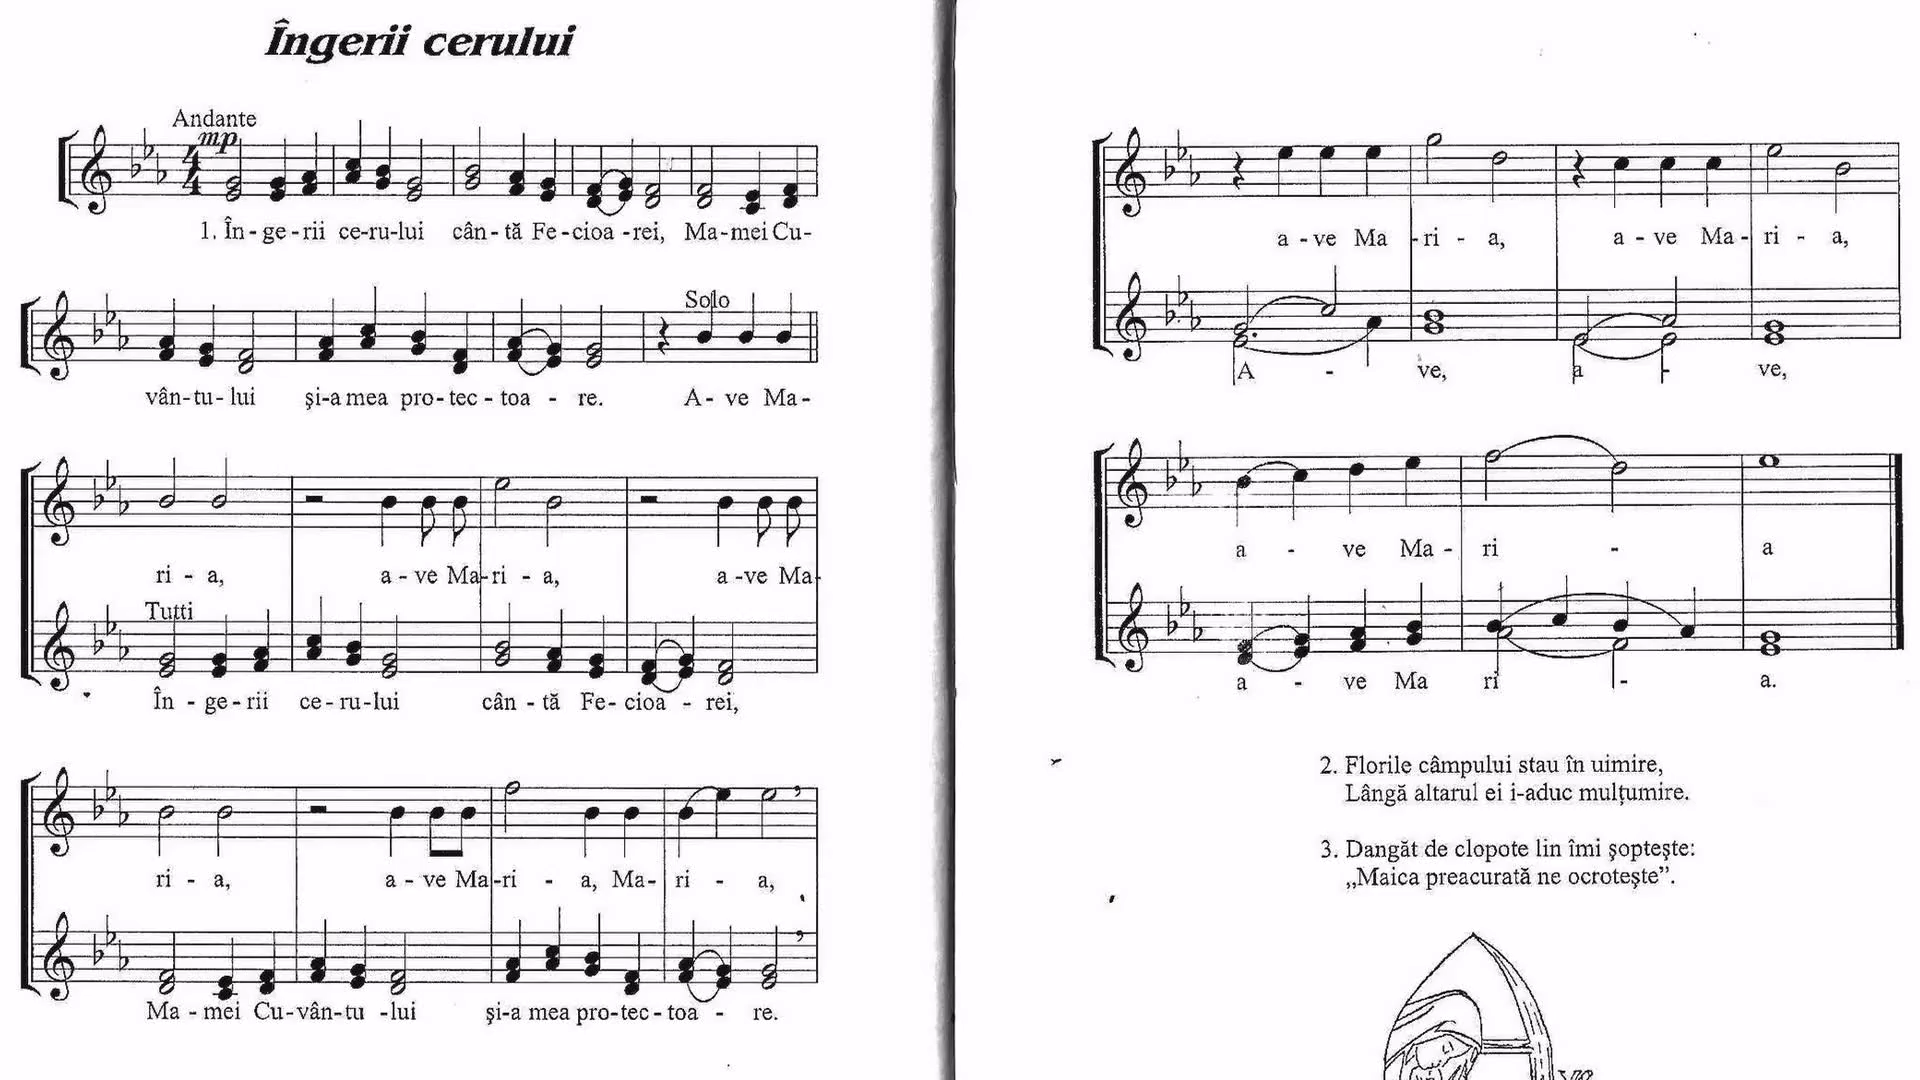 Îngerii cerului
Andante
mp
4
4
1. În - ge - rii ce-ru-lui cân - tă Fe - cioa - rei, Ma - mei Cu-
Solo
vân - tu - lui şi-a mea pro - tec - toa - re. A - ve Ma -
ri - a, a - ve Ma-ri - a, a -ve Ma-
Tutti
În - ge - rii ce - ru-lui cân - tă Fe- cioa - rei,
ri - a, a - ve Ma-ri - a, Ma- ri - a,
Ma - mei Cu-vân-tu -lui şi-a mea pro-tec - toa - re.
a - ve Ma -ri - a, a - ve Ma- ri - a,
A - ve, a - ve,
a - ve Ma - ri - a
a - ve Ma ri - a.
2. Florile câmpului stau în uimire,
Lângă altarul ei i-aduc mulţumire.
3. Dangăt de clopote lin îmi şopteşte:
„Maica preacurată ne ocroteşte”.